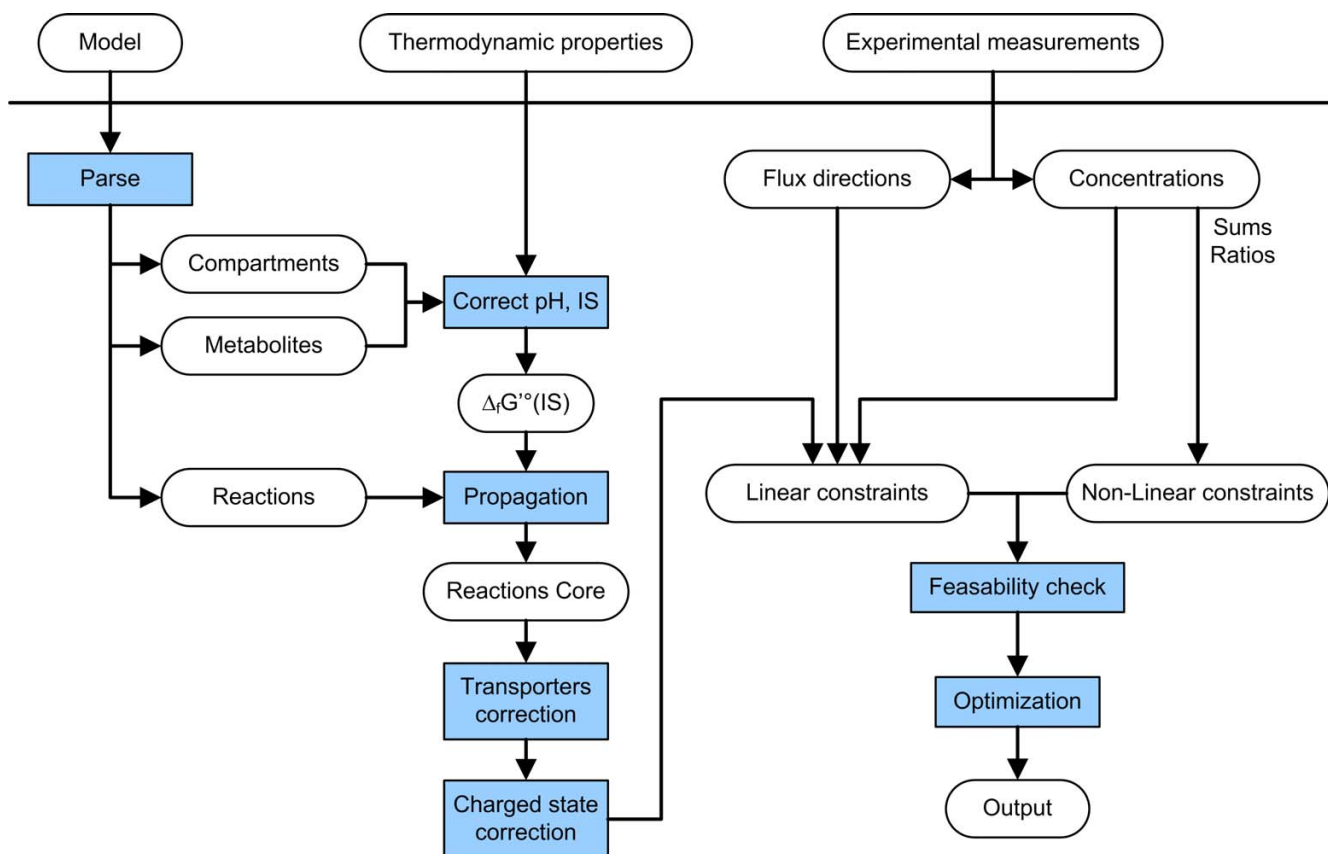 Model
Thermodynamic properties
Experimental measurements
Parse
Flux directions
Concentrations
Sums
Ratios
Compartments
Correct pH, IS
Metabolites
ΔfG'°(IS)
Reactions
Propagation
Linear constraints
Non-Linear constraints
Reactions Core
Feasability check
Transporters
correction
Optimization
Charged state
correction
Output